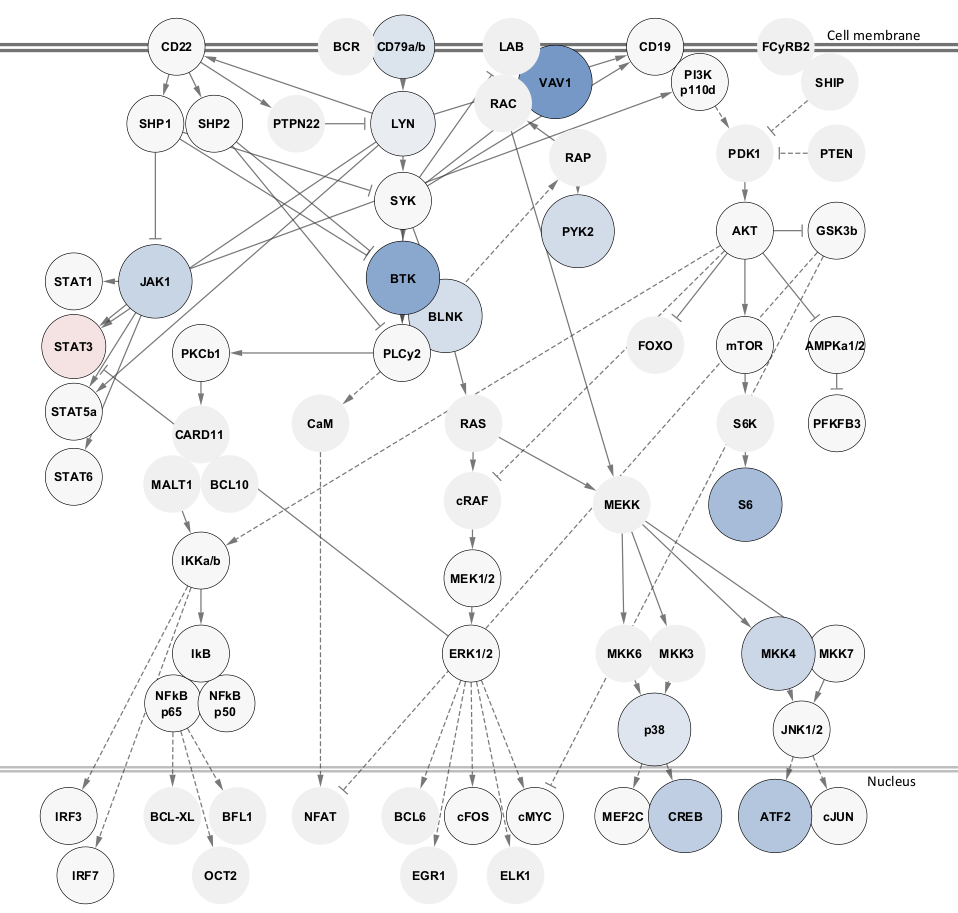 Cell membrane
CD22
BCR
CD79a/b
LAB
CD19
FCyRB2
VAV1
PI3K
p110d
SHIP
RAC
SHP1
SHP2
PTPN22
LYN
RAP
PDK1
PTEN
SYK
PYK2
AKT
GSK3b
STAT1
JAK1
BTK
BLNK
STAT3
PKCb1
PLCy2
FOXO
mTOR
AMPKa1/2
STAT5a
CARD11
CaM
RAS
S6K
PFKFB3
STAT6
MALT1
BCL10
cRAF
MEKK
S6
IKKa/b
MEK1/2
IkB
ERK1/2
MKK6
MKK3
MKK4
MKK7
NFkB
p65
NFkB
p50
p38
JNK1/2
Nucleus
IRF3
BCL-XL
BFL1
NFAT
BCL6
cFOS
cMYC
MEF2C
CREB
ATF2
cJUN
IRF7
OCT2
EGR1
ELK1